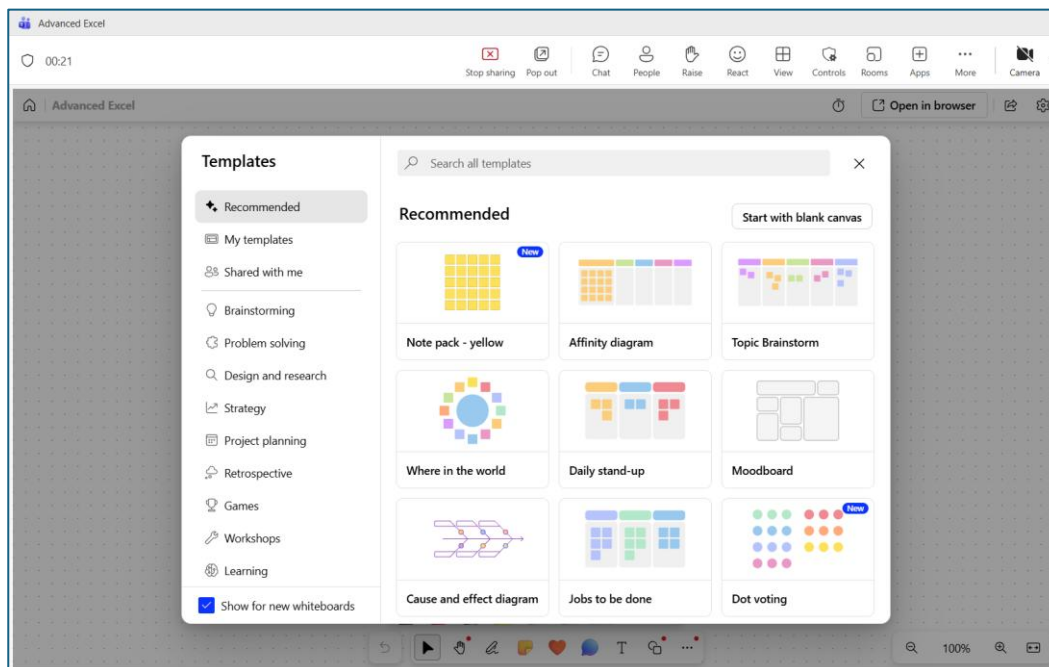 Advanced Excel
00:21
Stop sharing
Pop out
Chat
People
Raise
React
View
Controls
Rooms
Apps
More
Camera
Advanced Excel
Open in browser
Templates
Search all templates
Recommended
My templates
Shared with me
Brainstorming
Problem solving
Design and research
Strategy
Project planning
Retrospective
Games
Workshops
Learning
Show for new whiteboards
Recommended
Start with blank canvas
New
Note pack - yellow
Affinity diagram
Topic Brainstorm
Where in the world
Daily stand-up
Moodboard
New
Cause and effect diagram
Jobs to be done
Dot voting
T
100%